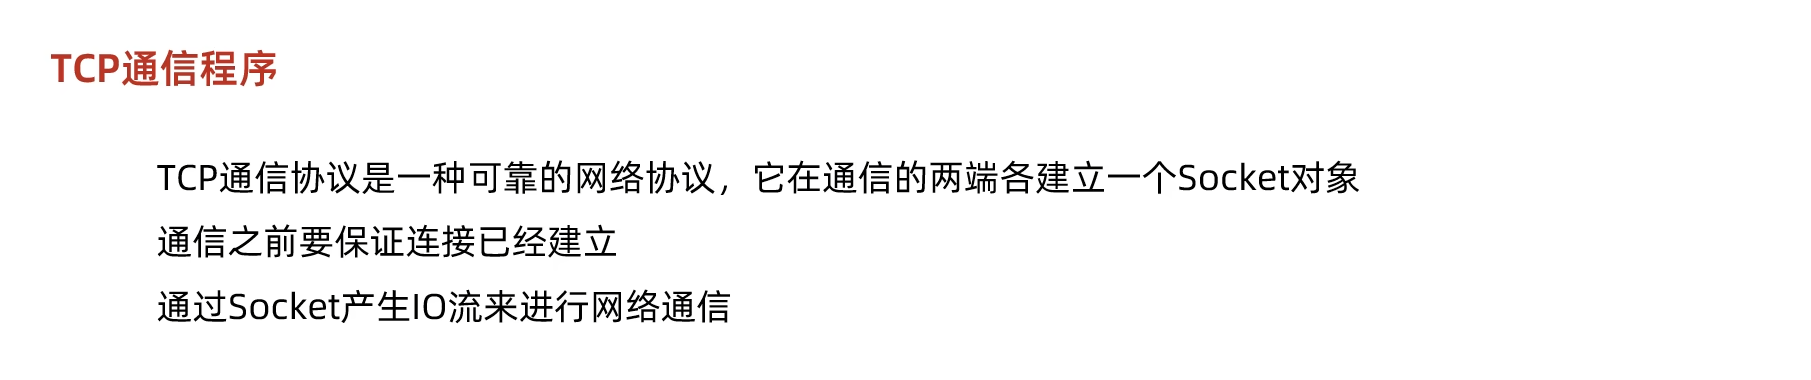 TCP通信程序
TCP通信协议是一种可靠的网络协议，它在通信的两端各建立一个Socket对象
通信之前要保证连接已经建立
通过Socket产生IO流来进行网络通信